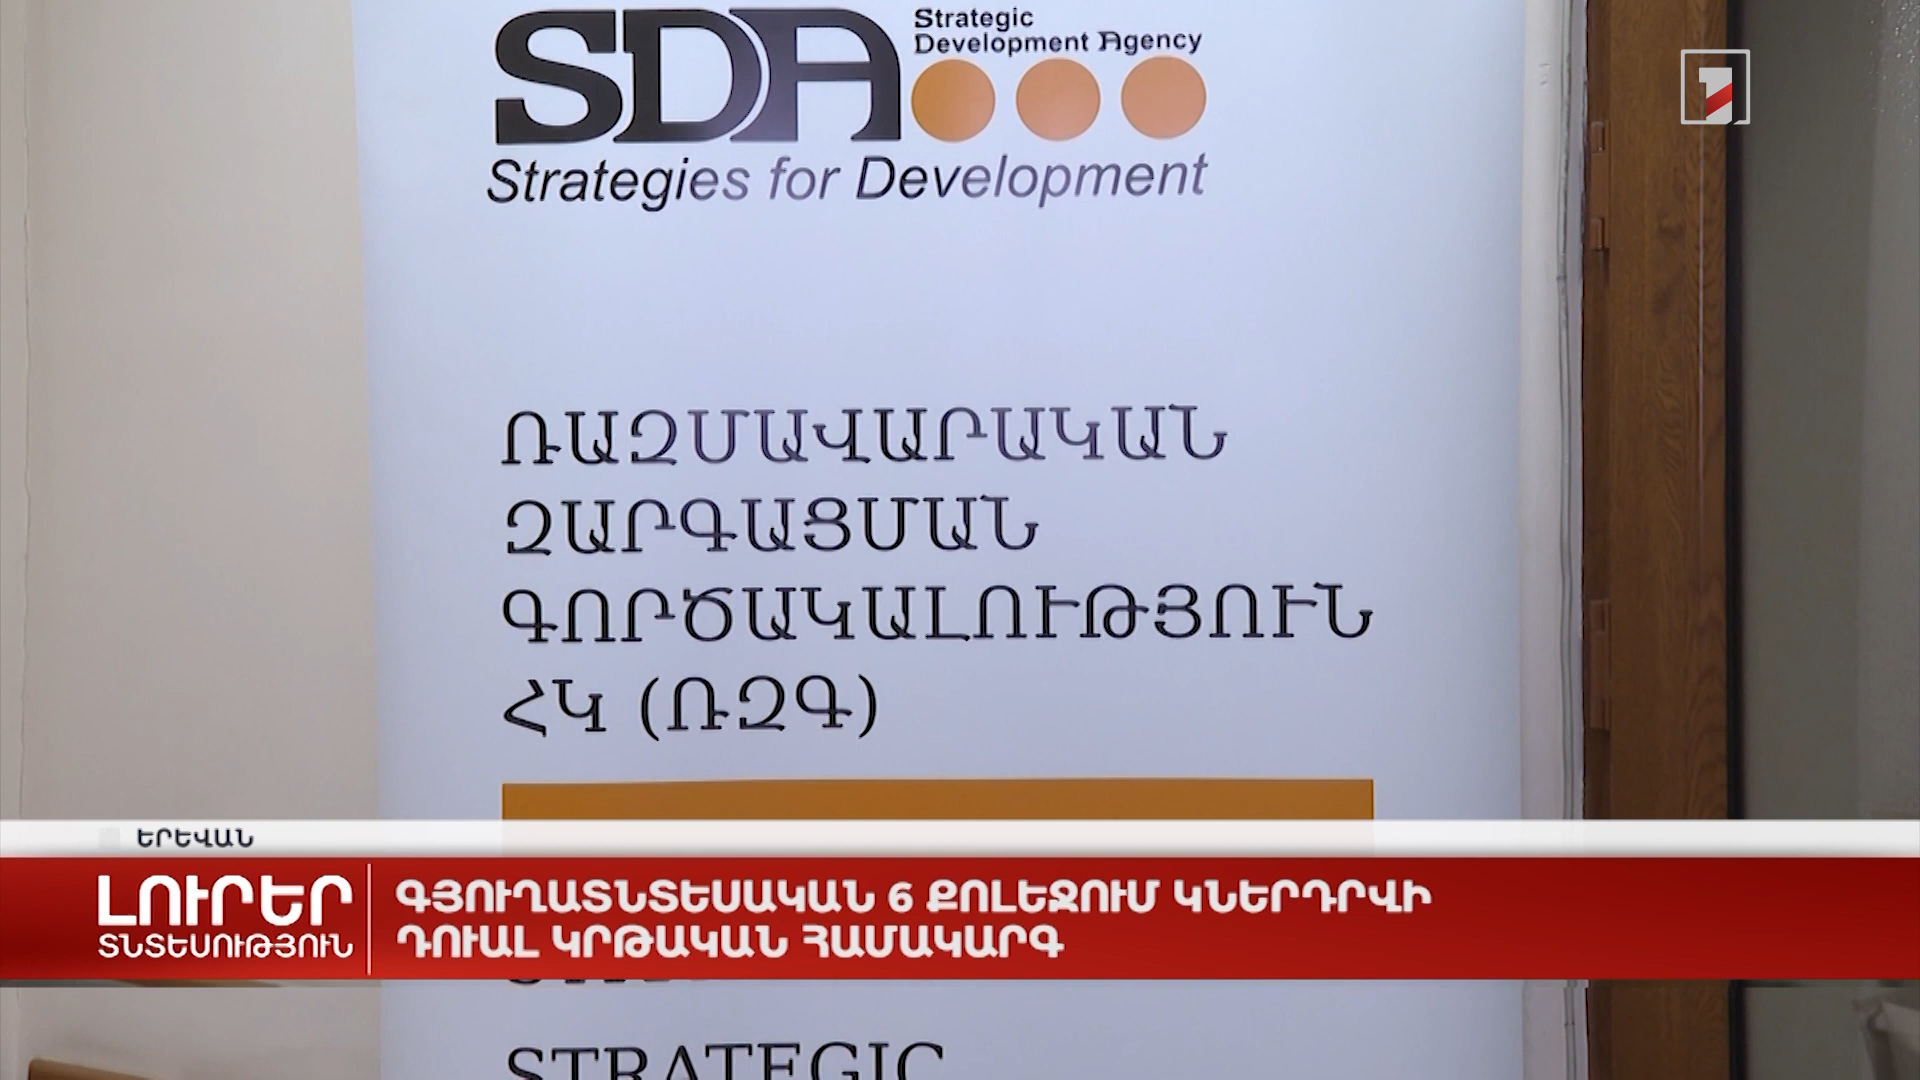 SDA
Strategic
Development Agency
Strategies for Development
ՌԱԶՄԱՎԱՐԱԿԱՆ
ԶԱՐԳԱՑՄԱՆ
ԳՈՐԾԱԿԱԼՈՒԹՅՈՒՆ
ՀԿ (ՌԶԳ)
ԵՐԵՎԱՆ
ԼՈՒՐԵՐ
ՏՆՏԵՍՈՒԹՅՈՒՆ
ԳՅՈՒՂԱՏՆՏԵՍԱԿԱՆ 6 ՔՈԼԵՋՈՒՄ ԿՆԵՐԴՐՎԻ
ԴՈՒԱԼ ԿՐԹԱԿԱՆ ՀԱՄԱԿԱՐԳ
STRATEGIC